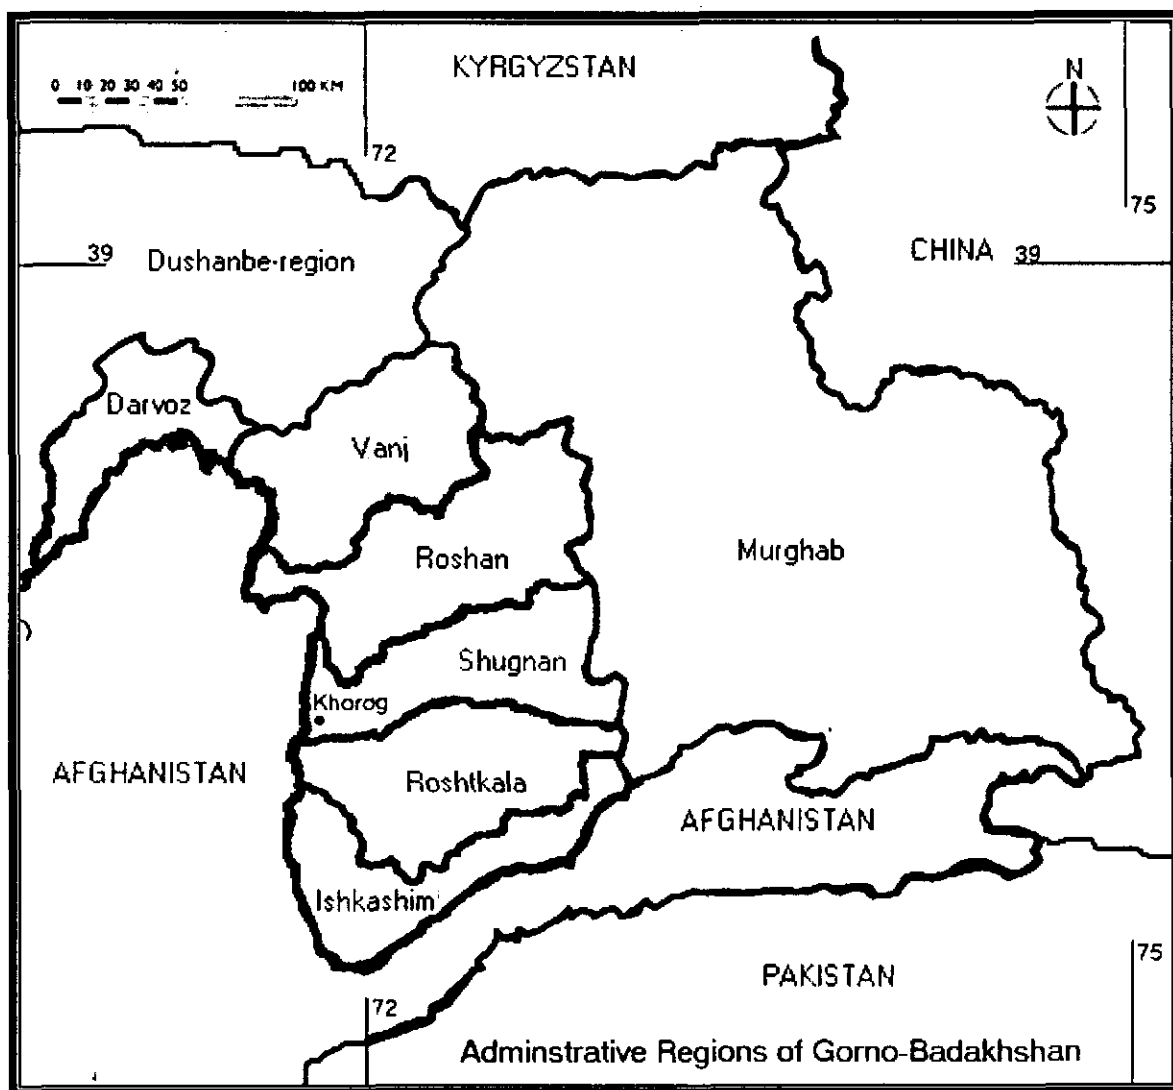 KYRGYZSTAN
0 10 20 30 40 50 100 KM
N
72
75
39
Dushanbe-region
CHINA 39
Darvoz
Vanj
Roshan
Murghab
Shugnan
Khorog
AFGHANISTAN
Roshtkala
AFGHANISTAN
Ishkashim
75
PAKISTAN
72
Adminstrative Regions of Gorno-Badakhshan